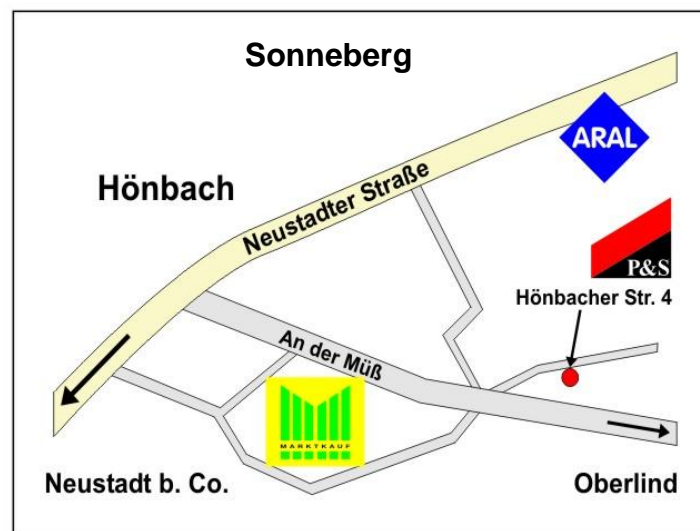 Sonneberg
ARAL
Hönbach
Neustadter Straße
P&S
Hönbacher Str. 4
An der Müß
MARKTKAUF
Neustadt b. Co.
Oberlind